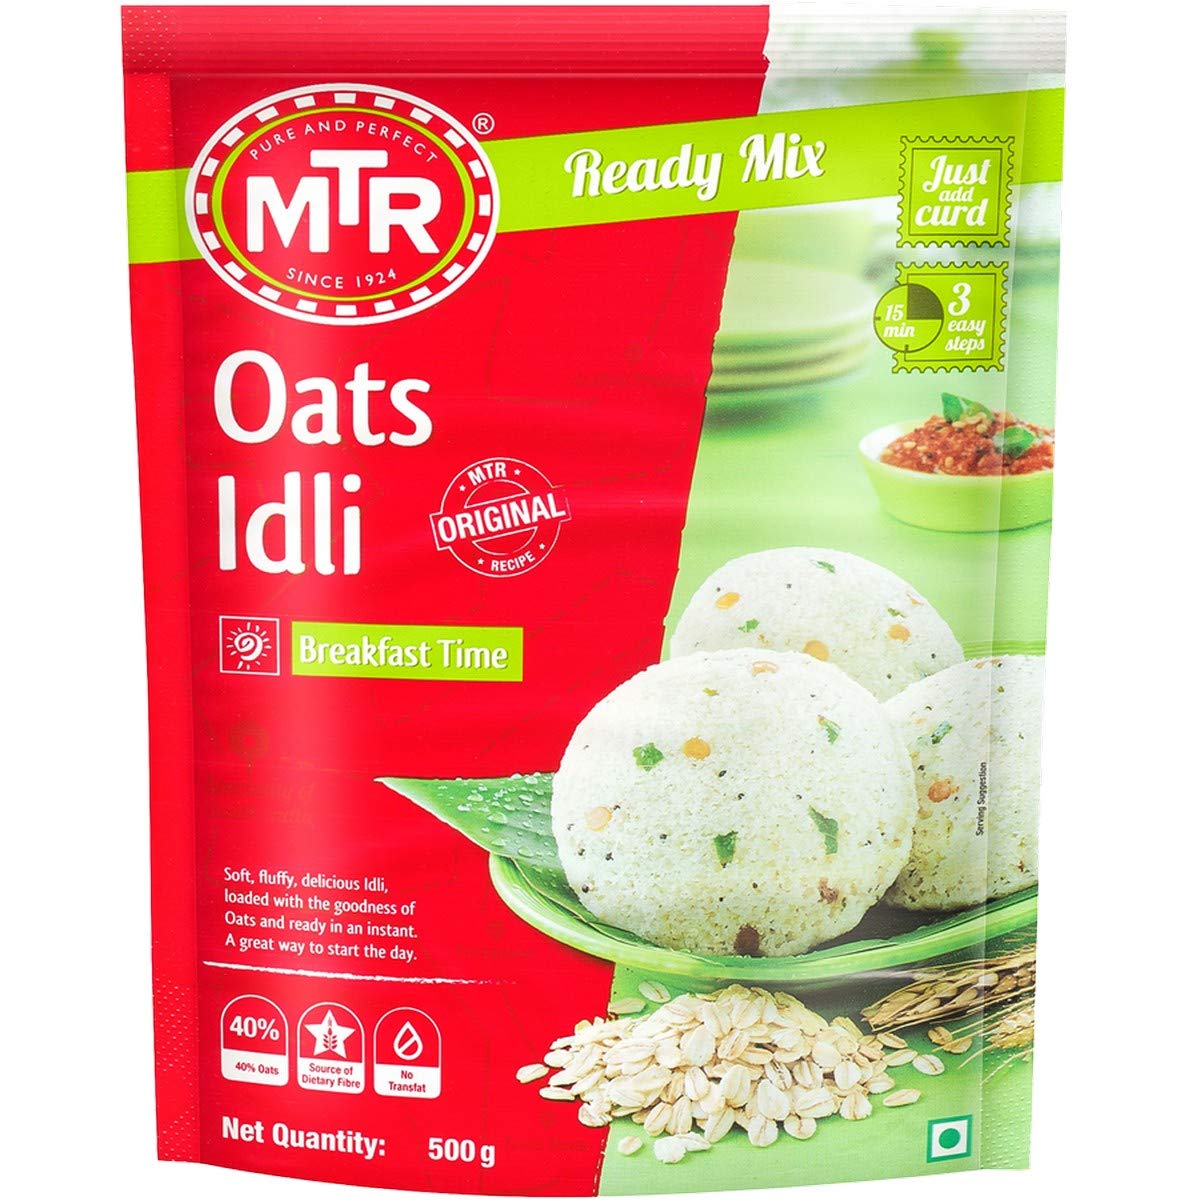 PURE AND PERFECT
MTR
®
SINCE 1924
Ready Mix
Just
add
curd
15
min
3
easy
steps
Oats
Idli
MTR
ORIGINAL
RECIPE
Breakfast Time
Serving Suggestion
Soft, fluffy, delicious Idli,
loaded with the goodness of
Oats and ready in an instant.
A great way to start the day.
40%
40% Oats
Source of
Dietary Fibre
No
Transfat
Net Quantity: 500 g